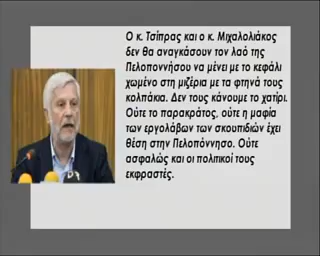 Ο κ. Τσίπρας και ο κ. Μιχαλολιάκος
δεν θα αναγκάσουν τον λαό της
Πελοποννήσου να μένει με το κεφάλι
χωμένο στη μιζέρια με τα φτηνά τους
κολπάκια. Δεν τους κάνουμε το χατίρι.
Ούτε το παρακράτος, ούτε η μαφία
των εργολάβων των σκουπιδιών έχει
θέση στην Πελοπόννησο. Ούτε
ασφαλώς και οι πολιτικοί τους
εκφραστές.